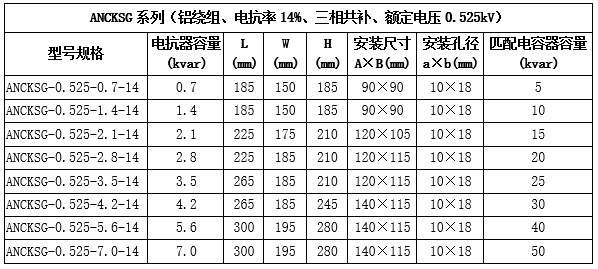 ANCKSG 系列（铝绕组、电抗率 14%、三相共补、额定电压 0.525kV）
型号规格 电抗器容量(kvar) L(mm) W(mm) H(mm) 安装尺寸A×B(mm) 安装孔径a×b(mm) 匹配电容器容量(kvar)
ANCKSG-0.525-0.7-14 0.7 185 150 185 90×90 10×18 5
ANCKSG-0.525-1.4-14 1.4 185 150 185 90×90 10×18 10
ANCKSG-0.525-2.1-14 2.1 225 175 210 120×105 10×18 15
ANCKSG-0.525-2.8-14 2.8 225 185 210 120×115 10×18 20
ANCKSG-0.525-3.5-14 3.5 265 185 210 120×115 10×18 25
ANCKSG-0.525-4.2-14 4.2 265 185 245 140×115 10×18 30
ANCKSG-0.525-5.6-14 5.6 300 195 280 140×115 10×18 40
ANCKSG-0.525-7.0-14 7.0 300 195 280 140×115 10×18 50